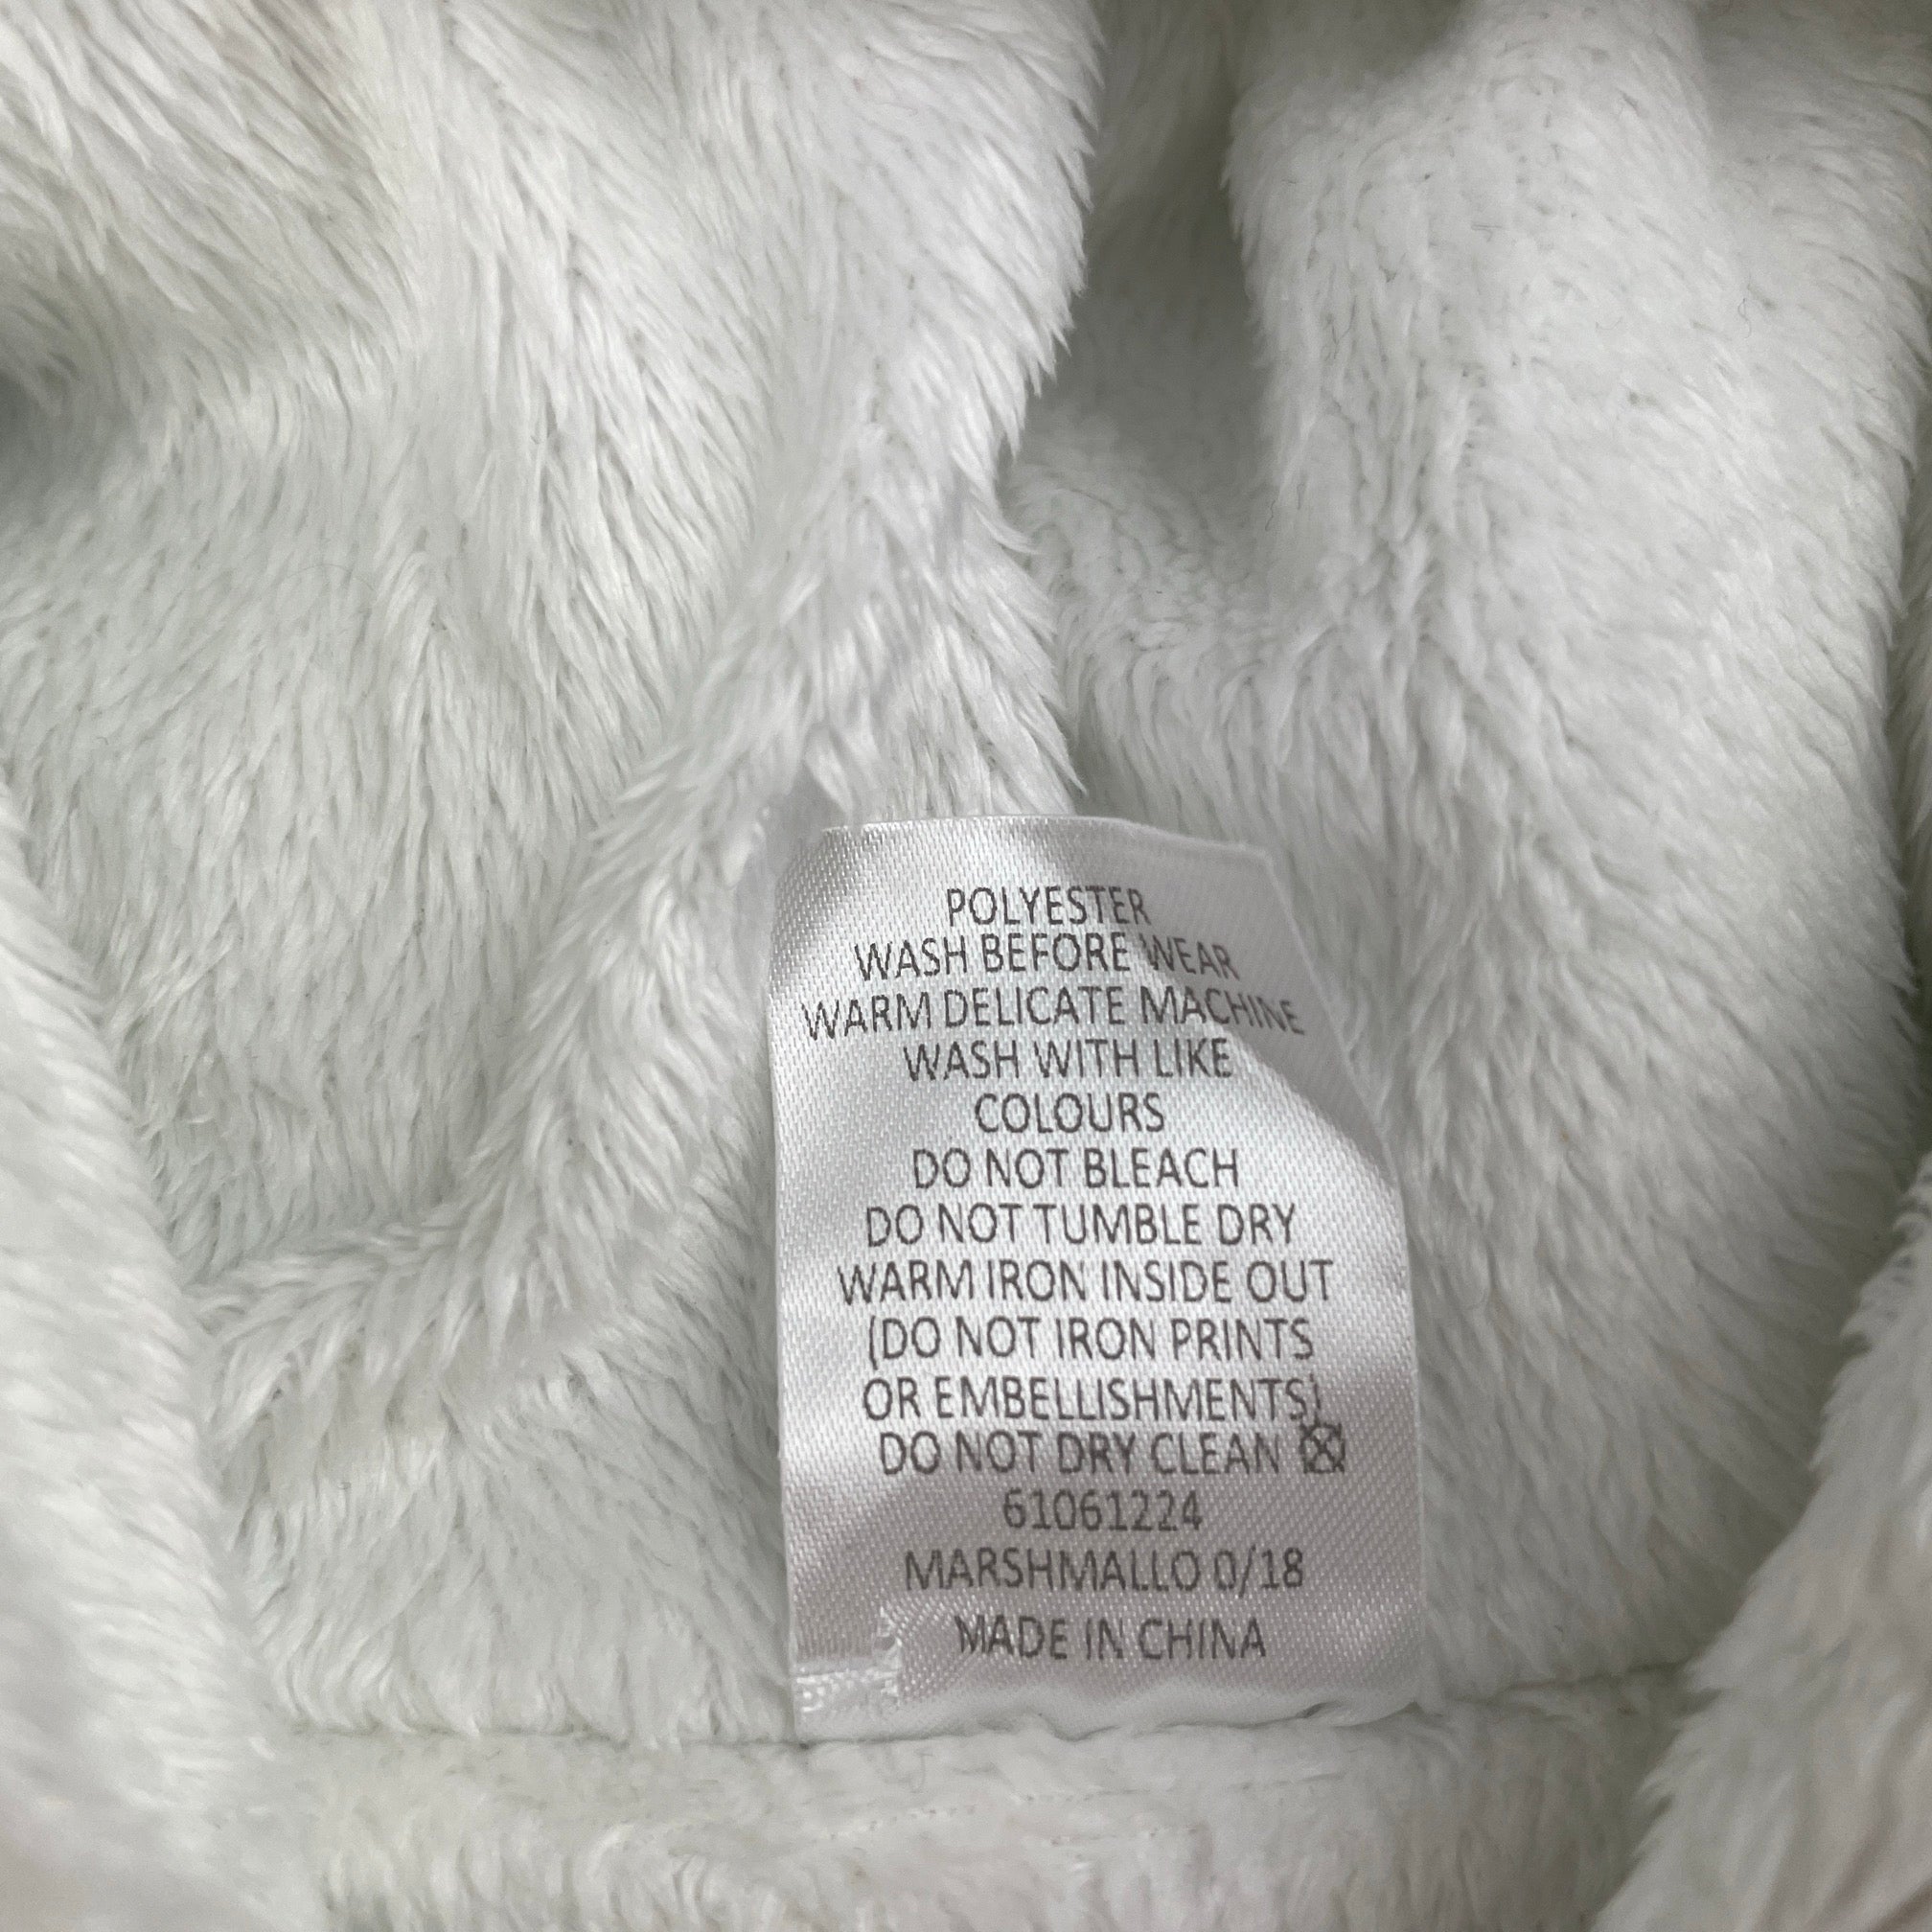 POLYESTER
WASH BEFORE WEAR
WARM DELICATE MACHINE
WASH WITH LIKE
COLOURS
DO NOT BLEACH
DO NOT TUMBLE DRY
WARM IRON INSIDE OUT
(DO NOT IRON PRINTS
OR EMBELLISHMENTS)
DO NOT DRY CLEAN
61061224
MARSHMALLO 0/18
MADE IN CHINA